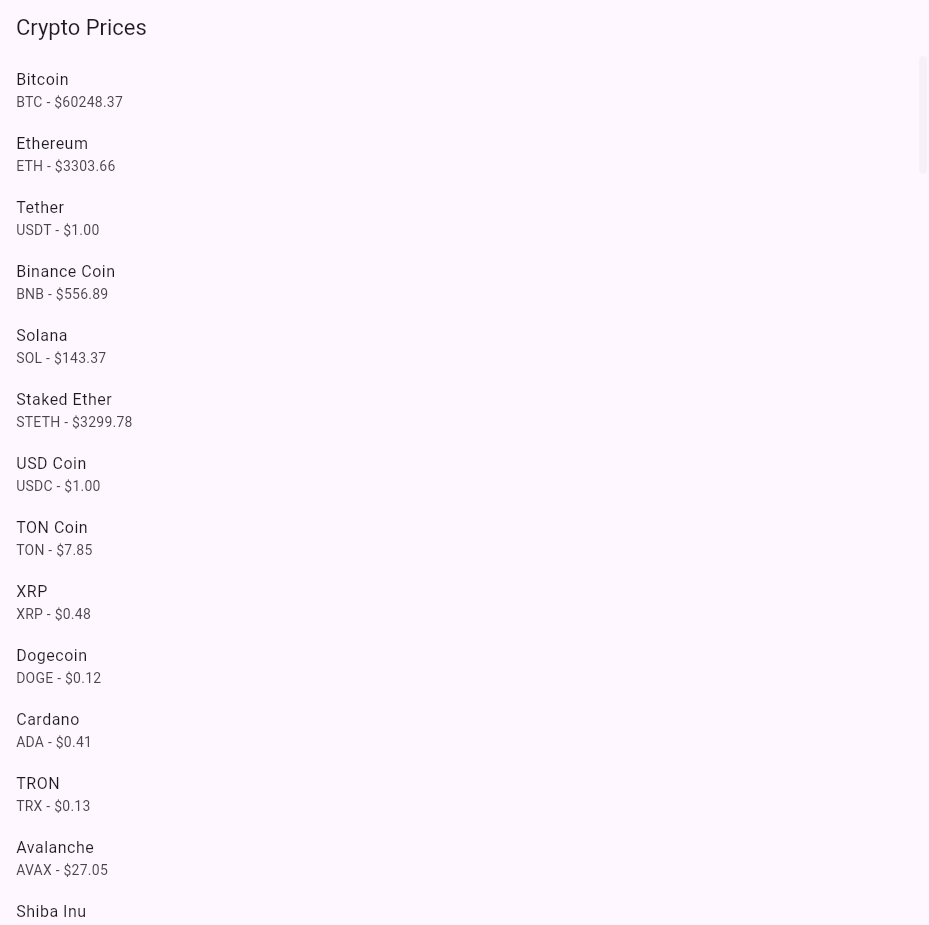 Crypto Prices
Bitcoin
BTC - $60248.37
Ethereum
ETH - $3303.66
Tether
USDT - $1.00
Binance Coin
BNB - $556.89
Solana
SOL - $143.37
Staked Ether
STETH - $3299.78
USD Coin
USDC - $1.00
TON Coin
TON - $7.85
XRP
XRP - $0.48
Dogecoin
DOGE - $0.12
Cardano
ADA - $0.41
TRON
TRX - $0.13
Avalanche
AVAX - $27.05
Shiba Inu